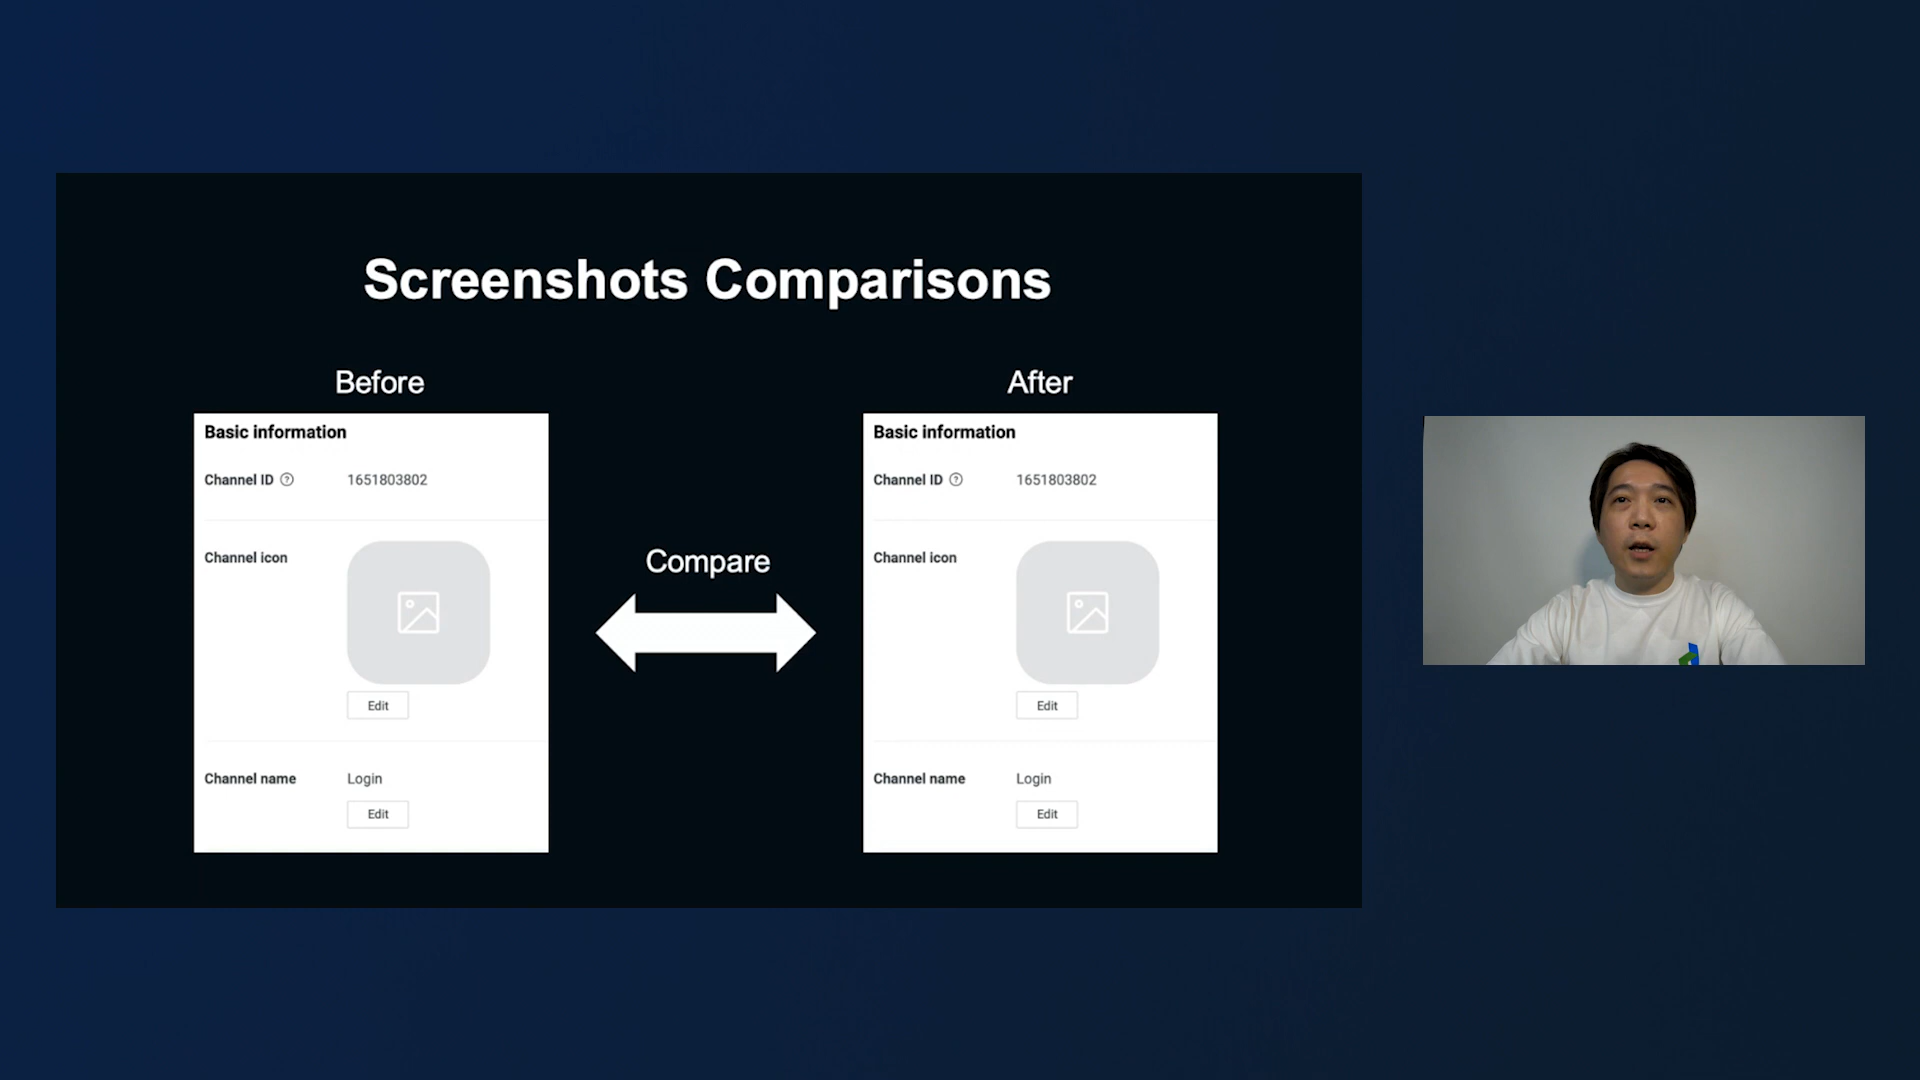 Screenshots Comparisons
Before
Basic information
Channel ID ?
1651803802
Channel icon
Edit
Channel name
Login
Edit
Compare
After
Basic information
Channel ID ?
1651803802
Channel icon
Edit
Channel name
Login
Edit